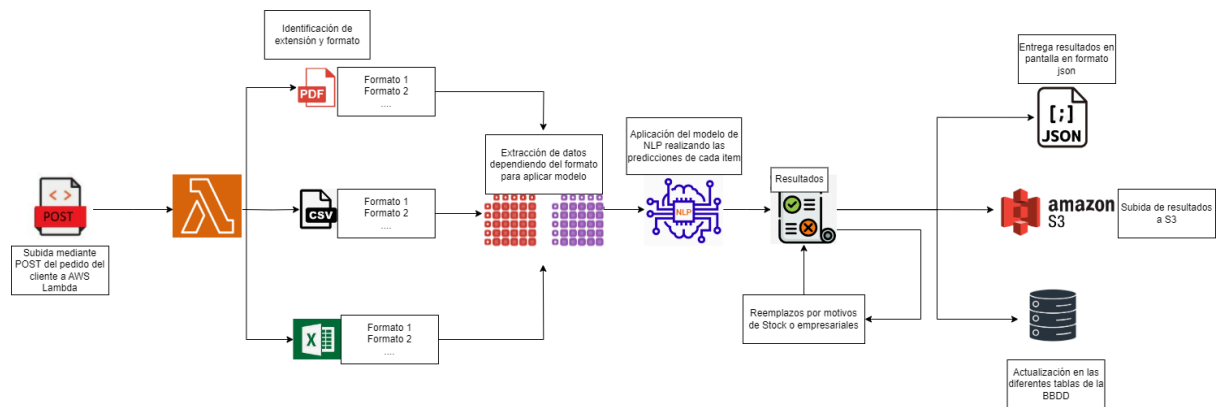 Identificación de
extensión y formato
PDF
Formato 1
Formato 2
....
POST
Subida mediante
POST del pedido del
cliente a AWS
Lambda
CSV
Formato 1
Formato 2
....
X
Formato 1
Formato 2
....
Extracción de datos
dependiendo del formato
para aplicar modelo
Aplicación del modelo de
NLP realizando las
predicciones de cada item
NLP
Resultados
Reemplazos por motivos
de Stock o empresariales
Entrega resultados en
pantalla en formato
json
[;]
JSON
amazon
S3
Subida de resultados
a S3
Actualización en las
diferentes tablas de la
BBDD